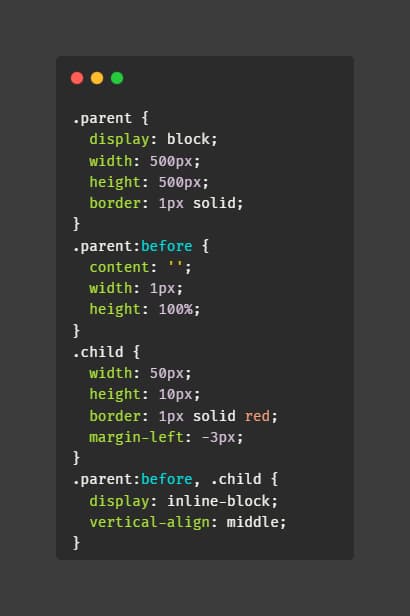 .parent {
  display: block;
  width: 500px;
  height: 500px;
  border: 1px solid;
}
.parent:before {
  content: '';
  width: 1px;
  height: 100%;
}
.child {
  width: 50px;
  height: 10px;
  border: 1px solid red;
  margin-left: -3px;
}
.parent:before, .child {
  display: inline-block;
  vertical-align: middle;
}